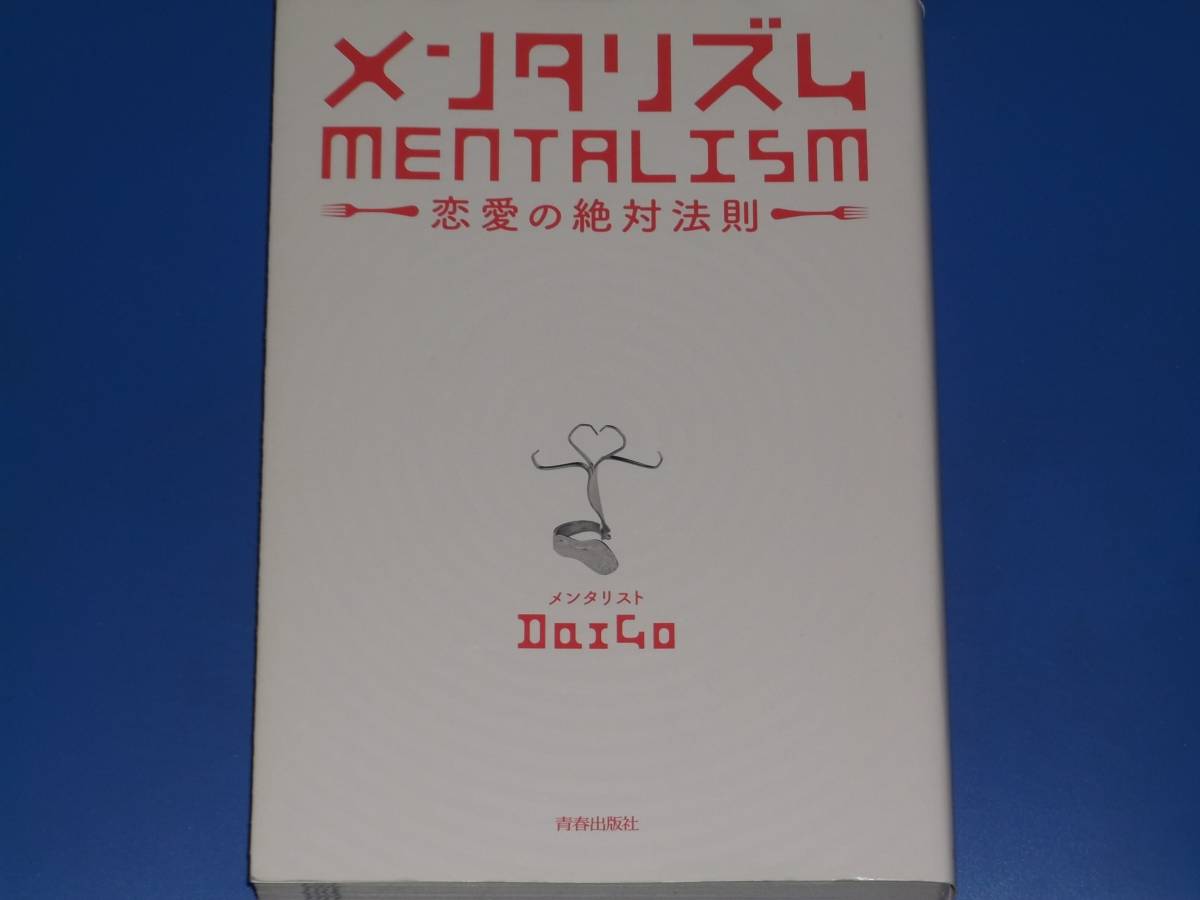 メンタリズム
MENTALISM
恋愛の絶対法則
メンタリスト
DaiGo
青春出版社